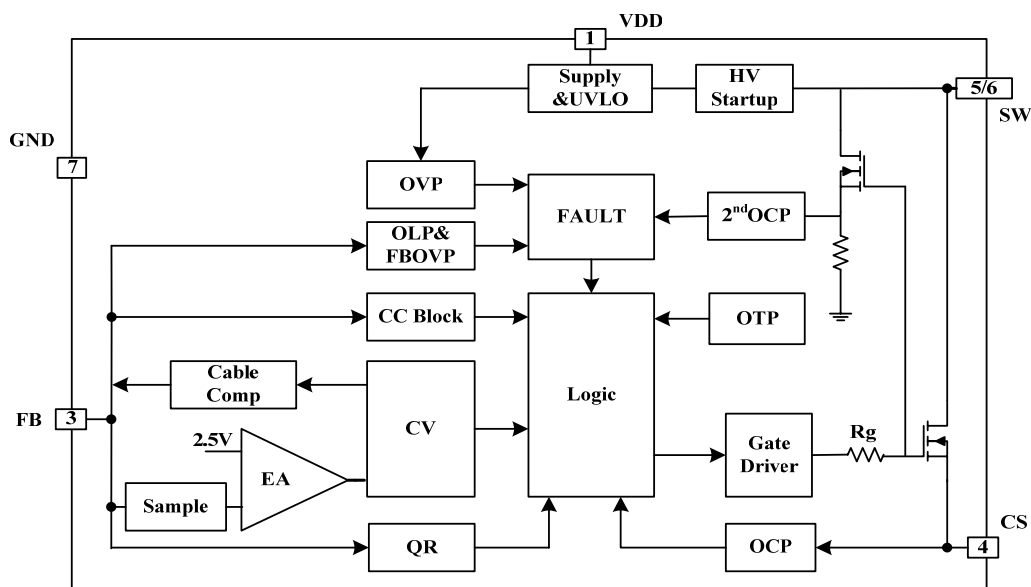 VDD
1
Supply
&UVLO
HV
Startup
5/6
SW
GND
7
OVP
FAULT
2ndOCP
OLP&
FBOVP
CC Block
OTP
Cable
Comp
Logic
FB
3
CV
2.5V
EA
Gate
Driver
Rg
Sample
CS
QR
OCP
4